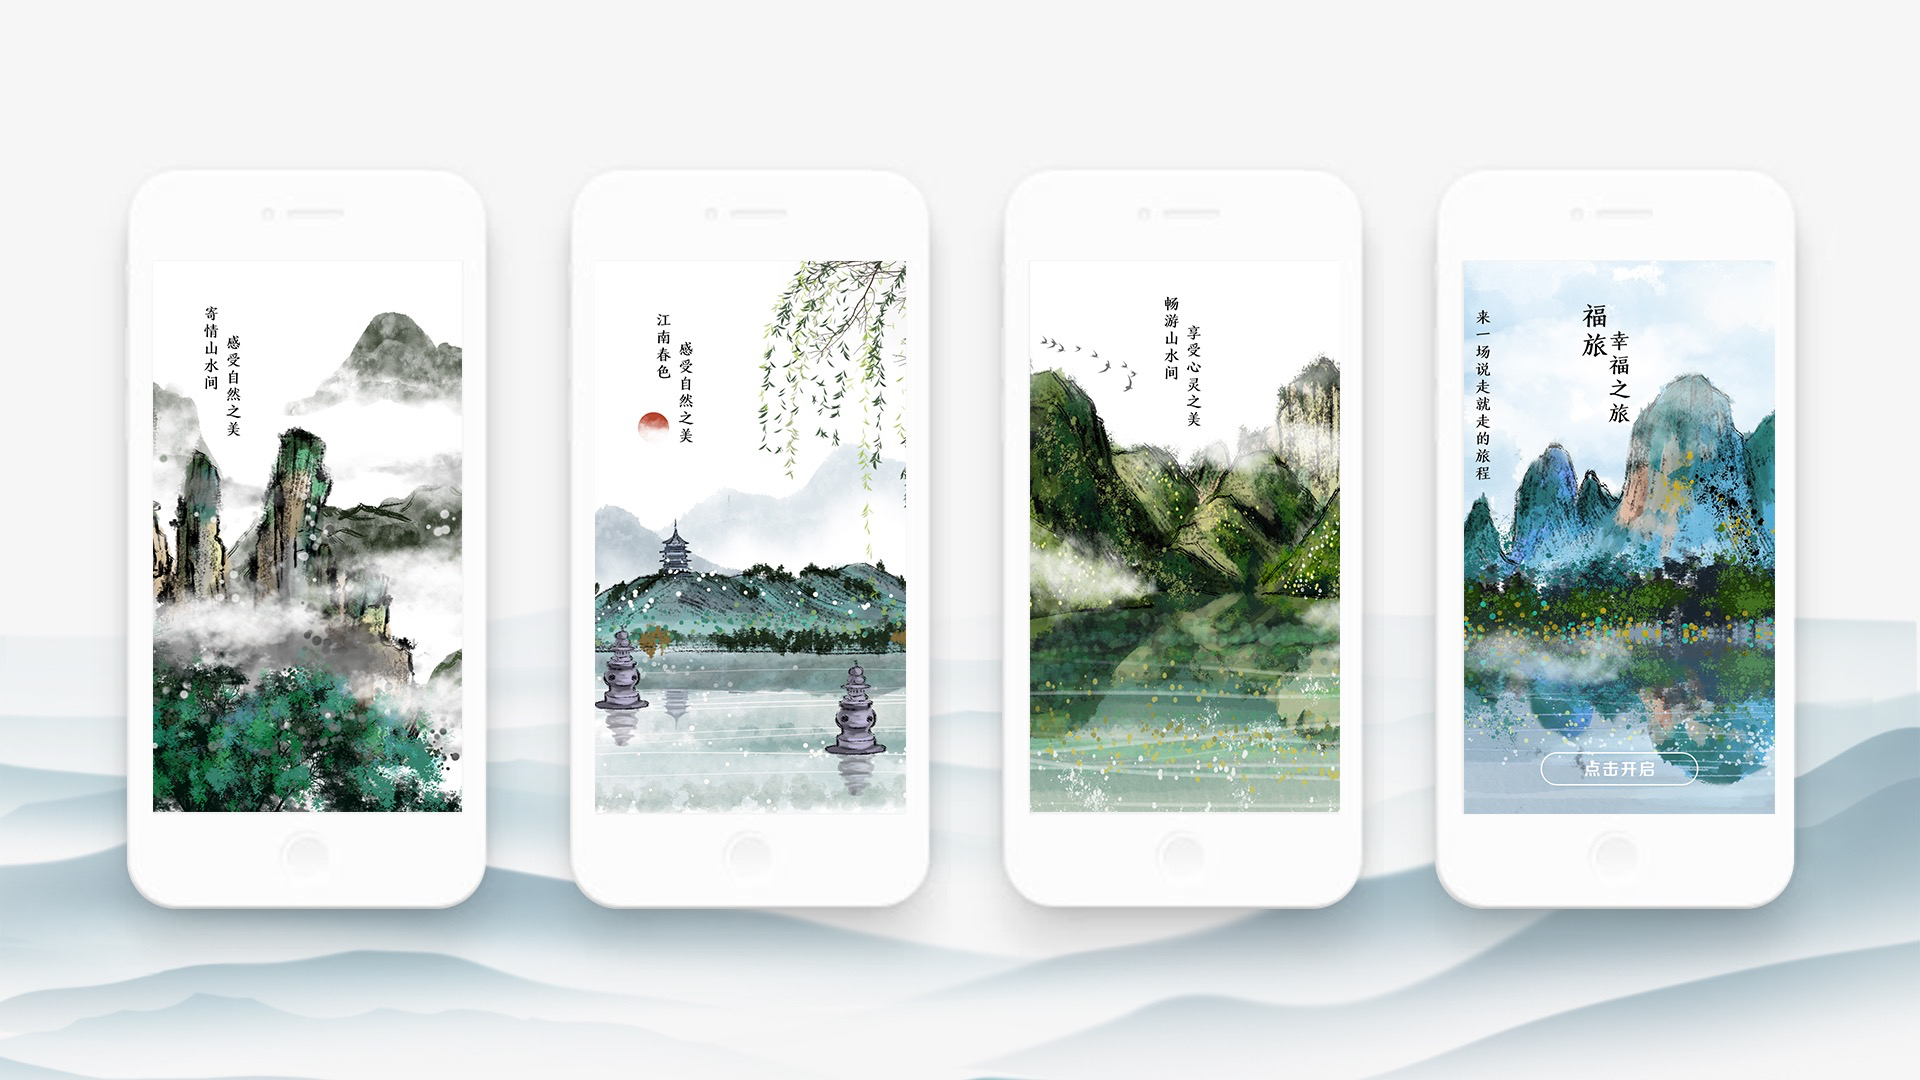 寄情山水间
感受自然之美
江南春色
感受自然之美
畅游山水间
享受心灵之美
福旅
幸福之旅
来一场说走就走的旅程
点击开启